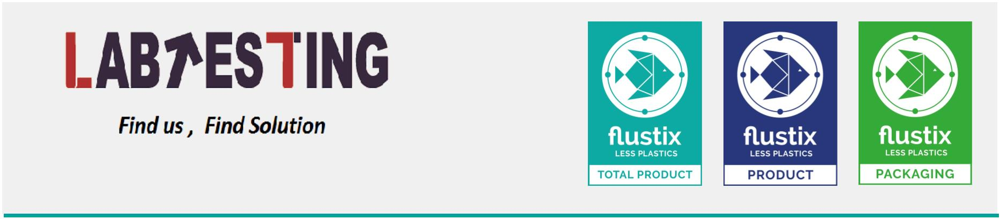 LABTESTING
Find us , Find Solution
flustix
LESS PLASTICS
TOTAL PRODUCT
flustix
LESS PLASTICS
PRODUCT
flustix
LESS PLASTICS
PACKAGING